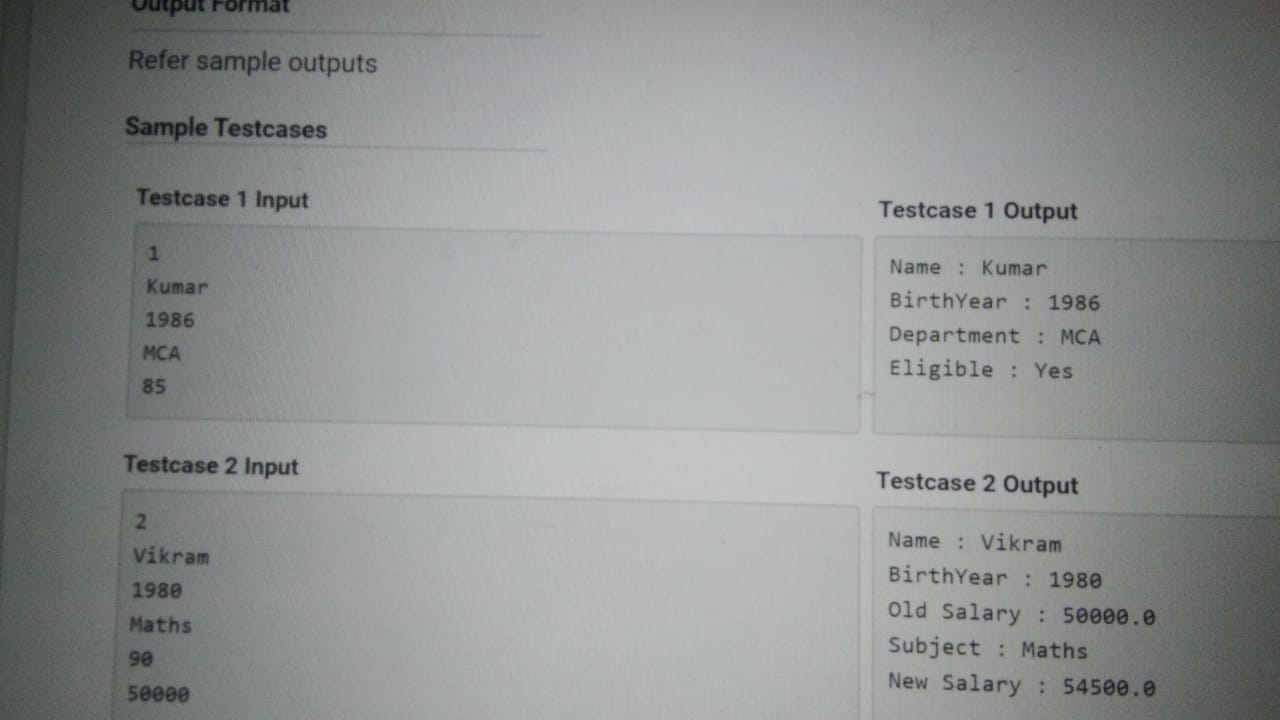 Output Format
Refer sample outputs
Sample Testcases
Testcase 1 Input
1
Kumar
1986
MCA
85
Testcase 1 Output
Name : Kumar
BirthYear : 1986
Department : MCA
Eligible : Yes
Testcase 2 Input
2
Vikram
1980
Maths
90
50000
Testcase 2 Output
Name : Vikram
BirthYear : 1980
Old Salary : 50000.0
Subject : Maths
New Salary : 54500.0